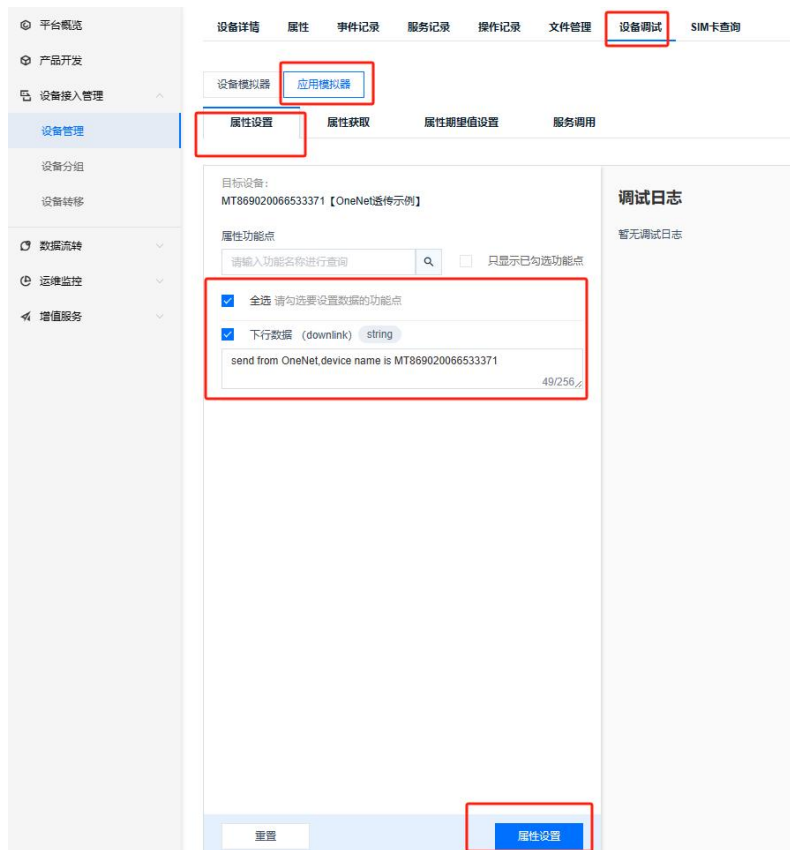 平台概览
产品开发
设备接入管理
设备管理
设备分组
设备转移
数据流转
运维监控
增值服务
设备详情 属性 事件记录 服务记录 操作记录 文件管理 设备调试 SIM卡查询
设备模拟器 应用模拟器
属性设置 属性获取 属性期望值设置 服务调用
目标设备：
MT869020066533371【OneNet透传示例】
属性功能点
请输入功能名称进行查询 只显示已勾选功能点
全选 请勾选要设置数据的功能点
下行数据 (downlink) string
send from OneNet,device name is MT869020066533371
49/256
重置 属性设置
调试日志
暂无调试日志